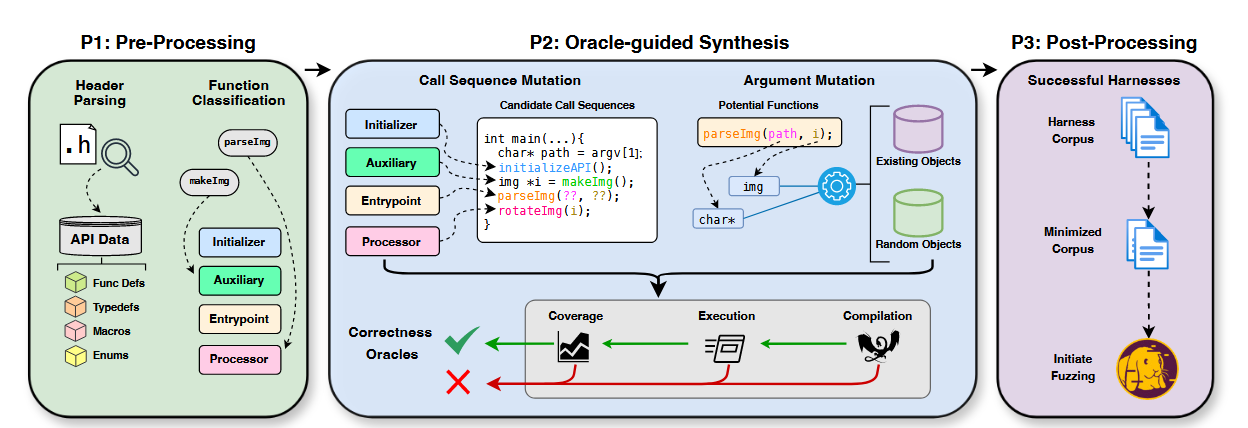 P1: Pre-Processing
Header
Parsing
.h
API Data
Func Defs
Typedefs
Macros
Enums
Function
Classification
parseImg
makeImg
Initializer
Auxiliary
Entrypoint
Processor
P2: Oracle-guided Synthesis
Call Sequence Mutation
Initializer
Auxiliary
Entrypoint
Processor
Candidate Call Sequences
int main(...){
char* path = argv[1];
initializeAPI();
img *i = makeImg();
parseImg(??, ??);
rotateImg(i);
}
Argument Mutation
Potential Functions
parseImg(path, i);
img
char*
Existing Objects
Random Objects
Correctness
Oracles
Coverage
Execution
Compilation
P3: Post-Processing
Successful Harnesses
Harness
Corpus
Minimized
Corpus
Initiate
Fuzzing